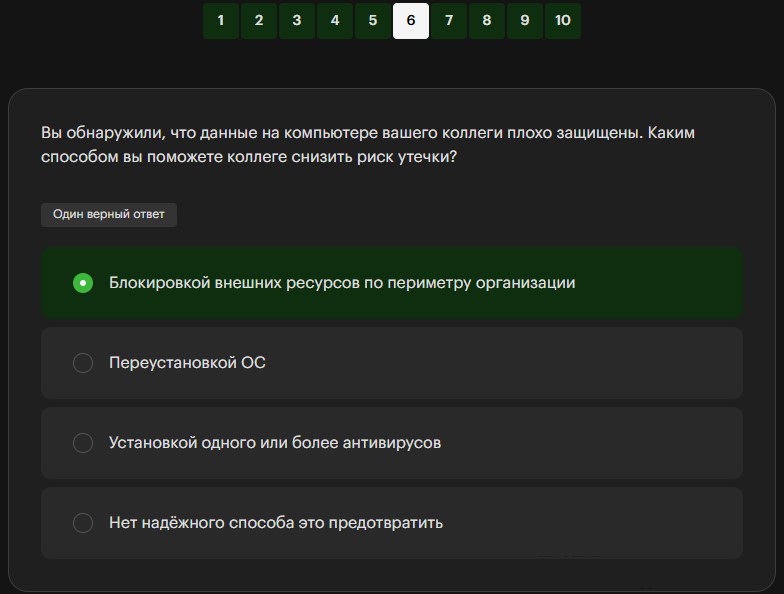 1 2 3 4 5 6 7 8 9 10
Вы обнаружили, что данные на компьютере вашего коллеги плохо защищены. Каким
способом вы поможете коллеге снизить риск утечки?
Один верный ответ
Блокировкой внешних ресурсов по периметру организации
Переустановкой ОС
Установкой одного или более антивирусов
Нет надёжного способа это предотвратить